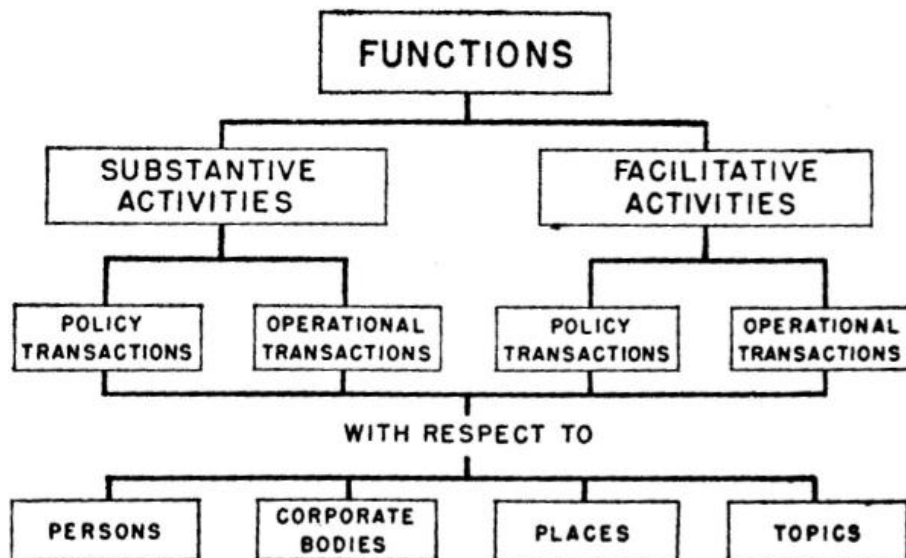 FUNCTIONS
SUBSTANTIVE
ACTIVITIES
FACILITATIVE
ACTIVITIES
POLICY
TRANSACTIONS
OPERATIONAL
TRANSACTIONS
POLICY
TRANSACTIONS
OPERATIONAL
TRANSACTIONS
WITH RESPECT TO
PERSONS
CORPORATE
BODIES
PLACES
TOPICS